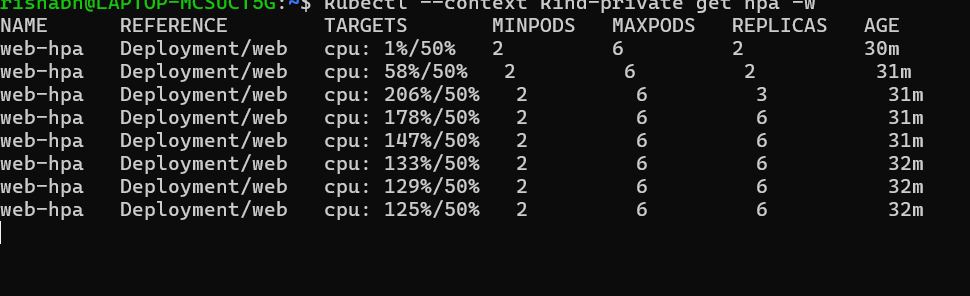 rishabh@LAPTOP-MCSUCT5G:~$ kubectl --context kind-private get hpa -w
NAME REFERENCE TARGETS MINPODS MAXPODS REPLICAS AGE
web-hpa Deployment/web cpu: 1%/50% 2 6 2 30m
web-hpa Deployment/web cpu: 58%/50% 2 6 2 31m
web-hpa Deployment/web cpu: 206%/50% 2 6 3 31m
web-hpa Deployment/web cpu: 178%/50% 2 6 6 31m
web-hpa Deployment/web cpu: 147%/50% 2 6 6 31m
web-hpa Deployment/web cpu: 133%/50% 2 6 6 32m
web-hpa Deployment/web cpu: 129%/50% 2 6 6 32m
web-hpa Deployment/web cpu: 125%/50% 2 6 6 32m